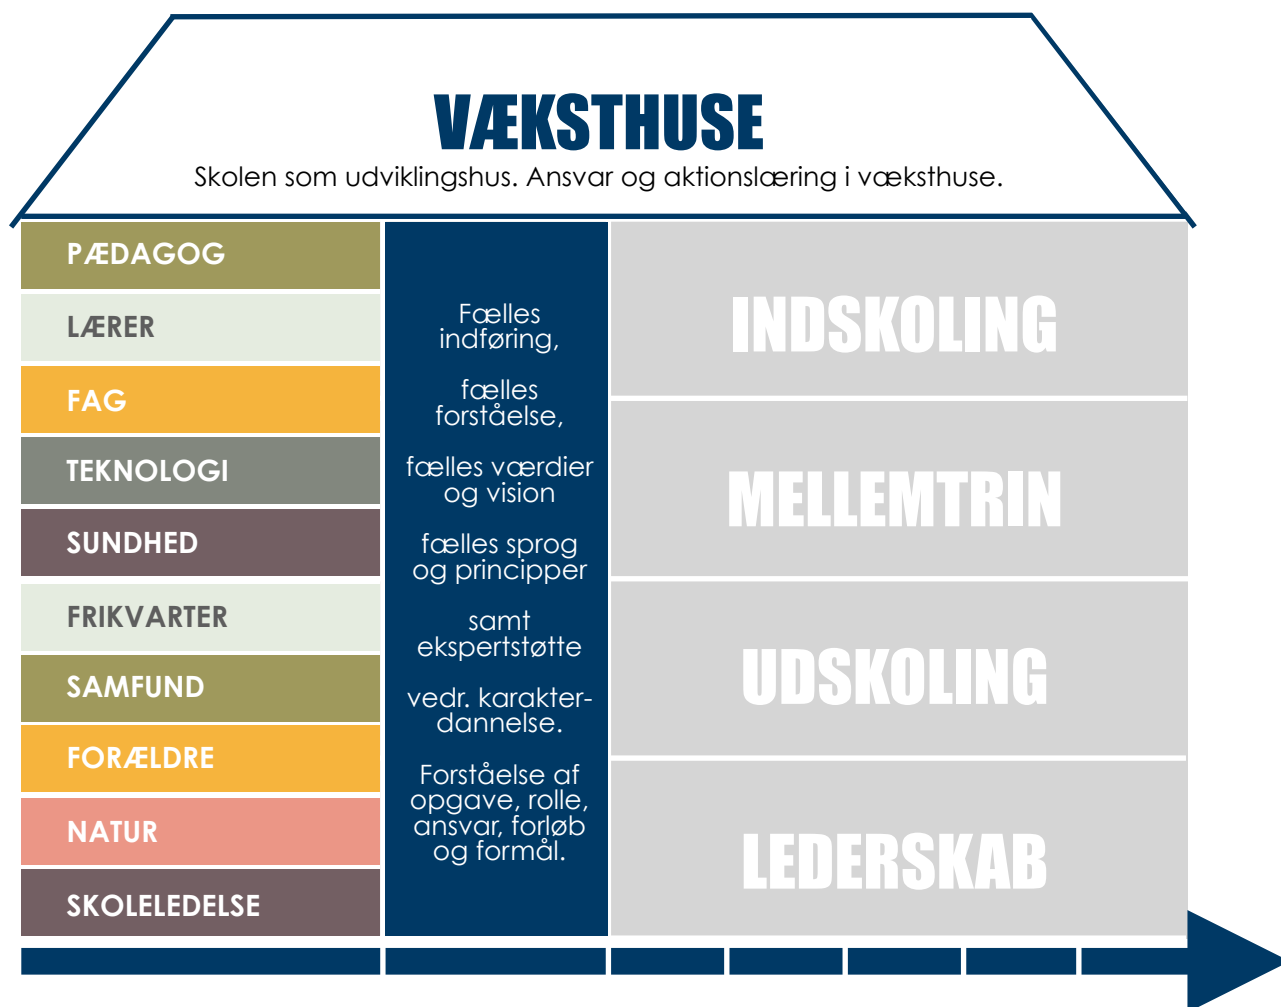 VÆKSTHUSE
Skolen som udviklingshus. Ansvar og aktionslæring i væksthuse.
PÆDAGOG
LÆRER
FAG
TEKNOLOGI
SUNDHED
FRIKVARTER
SAMFUND
FORÆLDRE
NATUR
SKOLELEDELSE
Fælles
indføring,
fælles
forståelse,
fælles værdier
og vision
fælles sprog
og principper
samt
ekspertstøtte
vedr. karakter-
dannelse.
Forståelse af
opgave, rolle,
ansvar, forløb
og formål.
INDSKOLING
MELLEMTRIN
UDSKOLING
LEDERSKAB